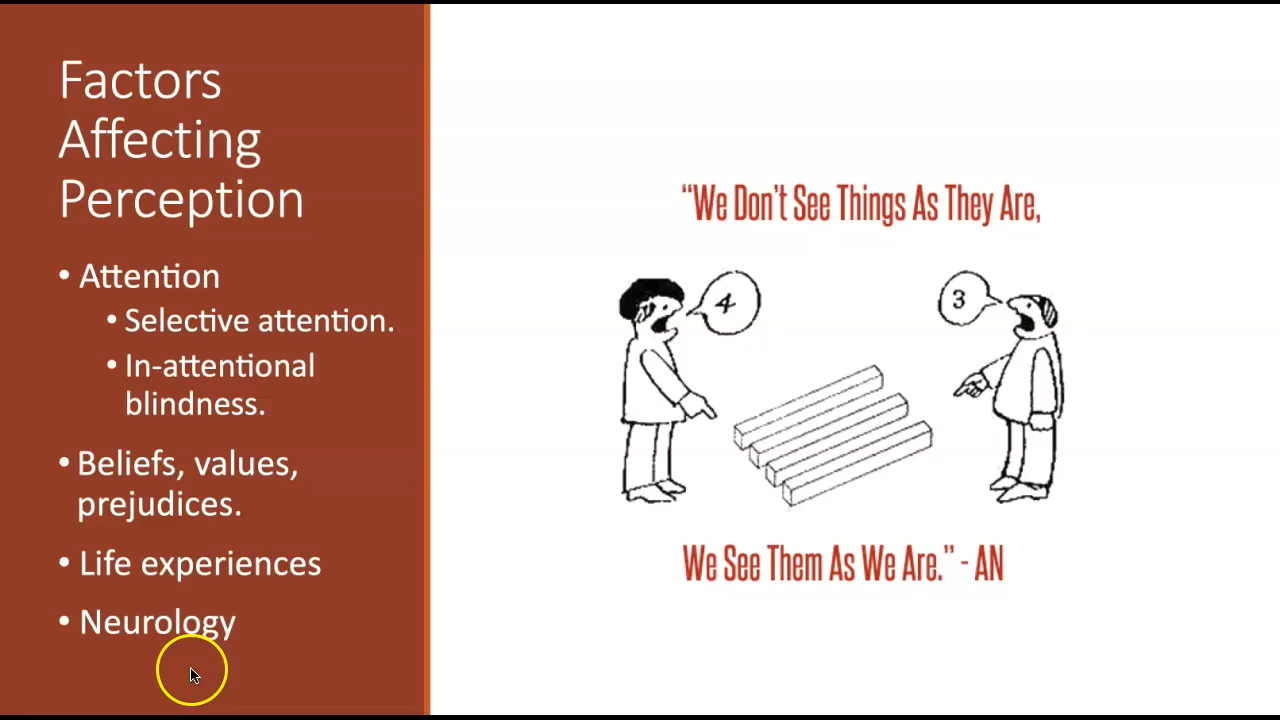 Factors
Affecting
Perception
• Attention
• Selective attention.
• In-attentional
blindness.
• Beliefs, values,
prejudices.
• Life experiences
• Neurology
“We Don’t See Things As They Are,
4
3
We See Them As We Are.” - AN